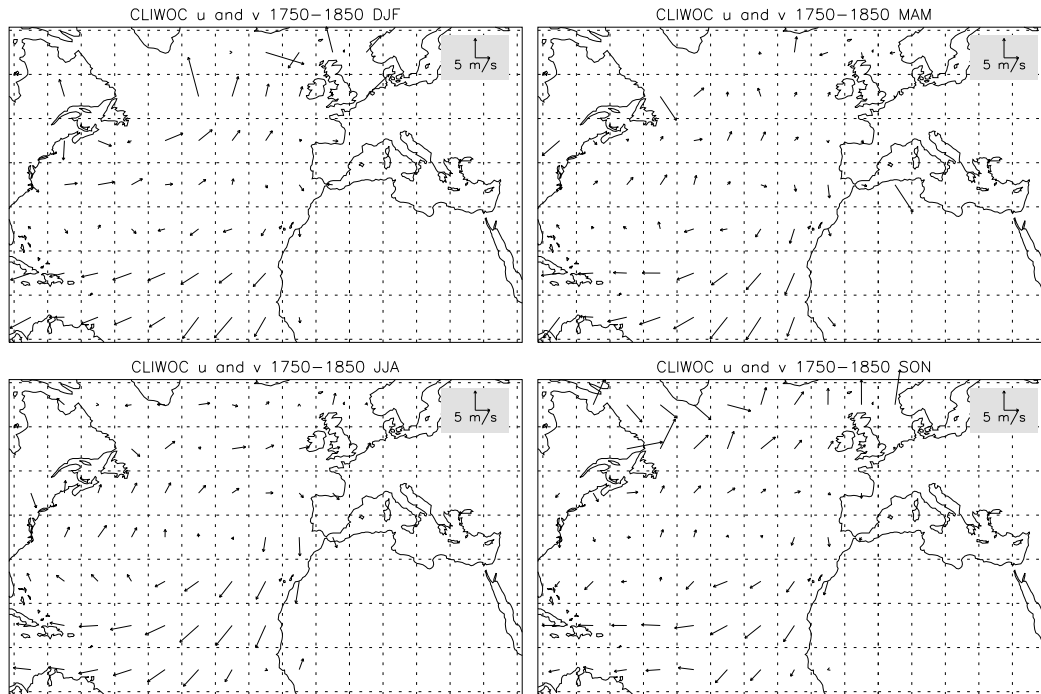 CLIWOC u and v 1750-1850 DJF
5 m/s
CLIWOC u and v 1750-1850 MAM
5 m/s
CLIWOC u and v 1750-1850 JJA
5 m/s
CLIWOC u and v 1750-1850 SON
5 m/s